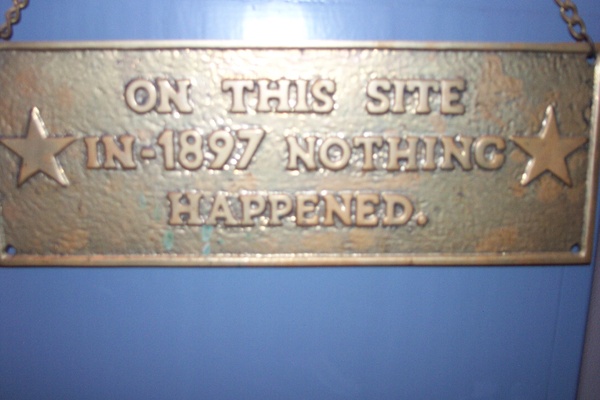 ON THIS SITE
IN-1897 NOTHING
HAPPENED.